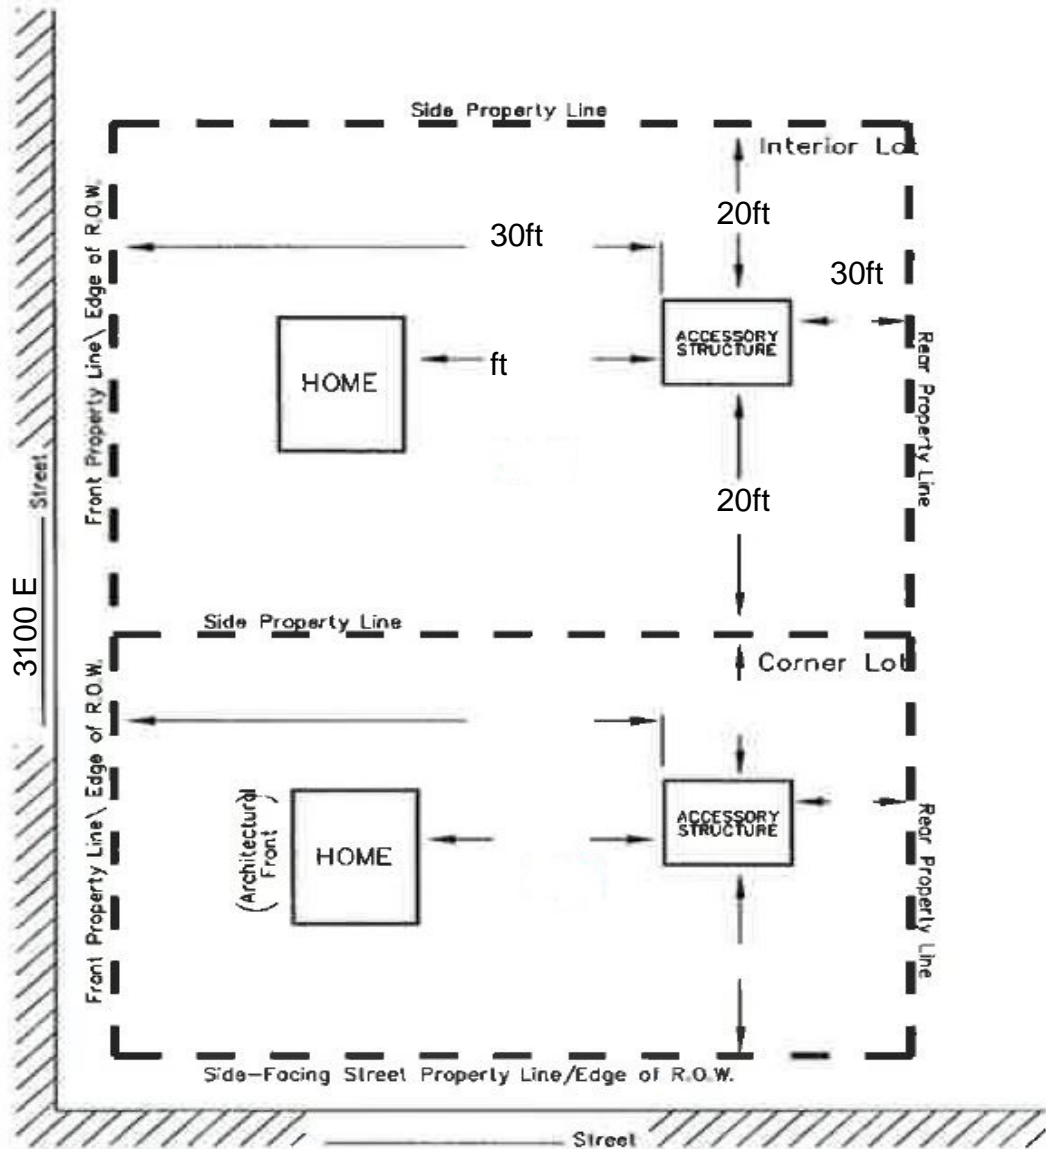 Side Property Line
Interior Lot
20ft
30ft
30ft
Front Property Line\ Edge of R.O.W.
HOME
ft
ACCESSORY
STRUCTURE
Rear Property Line
Street
3100 E
20ft
Side Property Line
Corner Lot
Front Property Line\ Edge of R.O.W.
(Architectural
Front)
HOME
ACCESSORY
STRUCTURE
Rear Property Line
Side-Facing Street Property Line/Edge of R.O.W.
Street